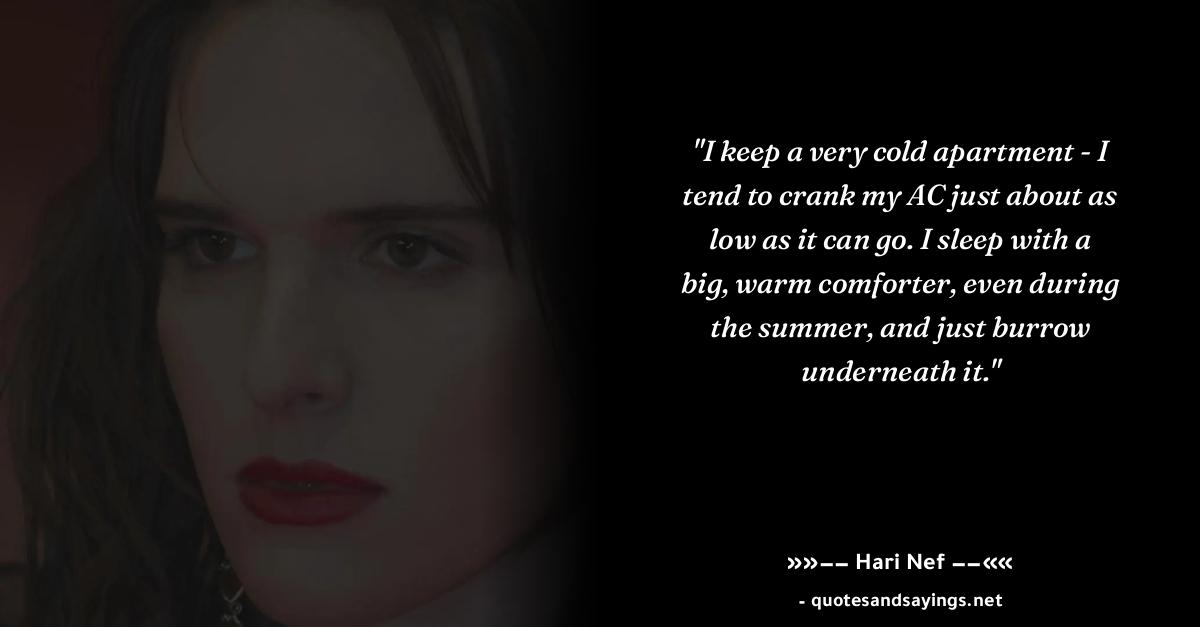 "I keep a very cold apartment - I
tend to crank my AC just about as
low as it can go. I sleep with a
big, warm comforter, even during
the summer, and just burrow
underneath it."
»»–– Hari Nef ––««
- quotesandsayings.net